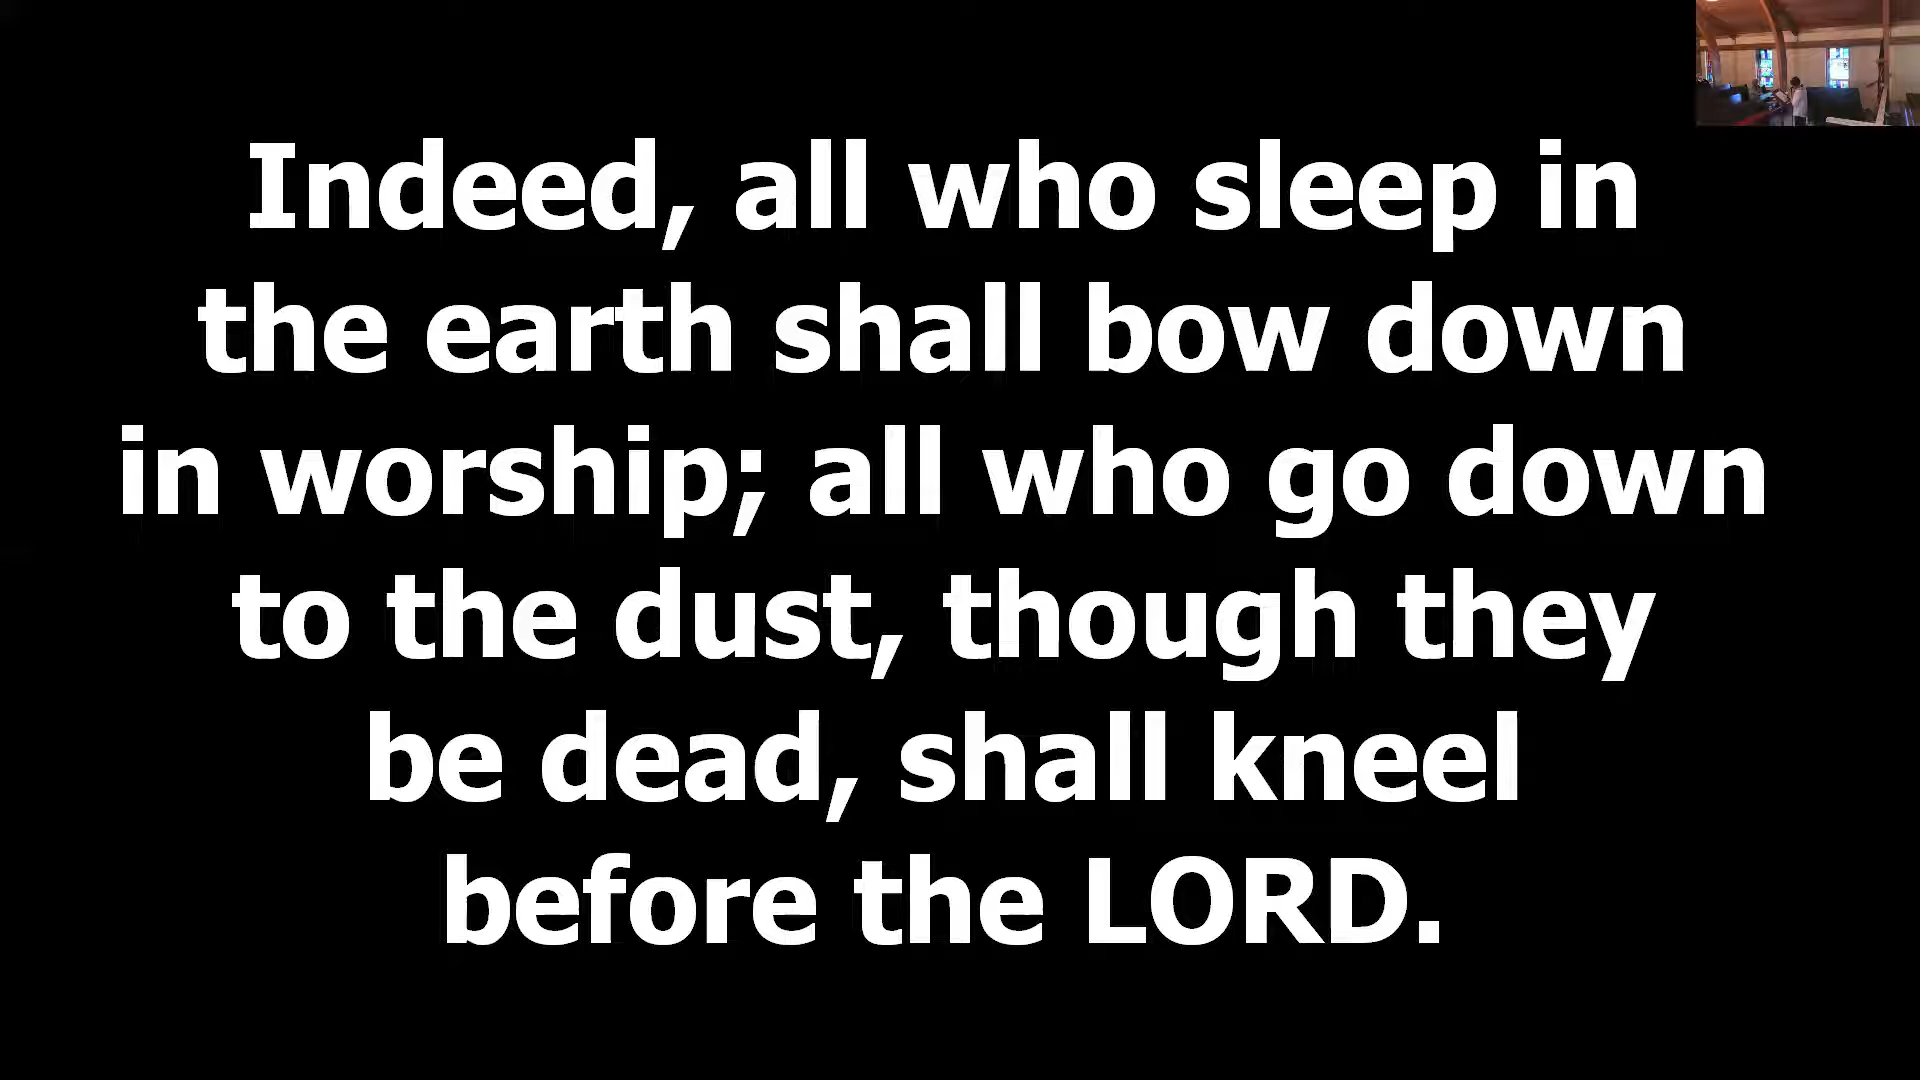 Indeed, all who sleep in
the earth shall bow down
in worship; all who go down
to the dust, though they
be dead, shall kneel
before the LORD.